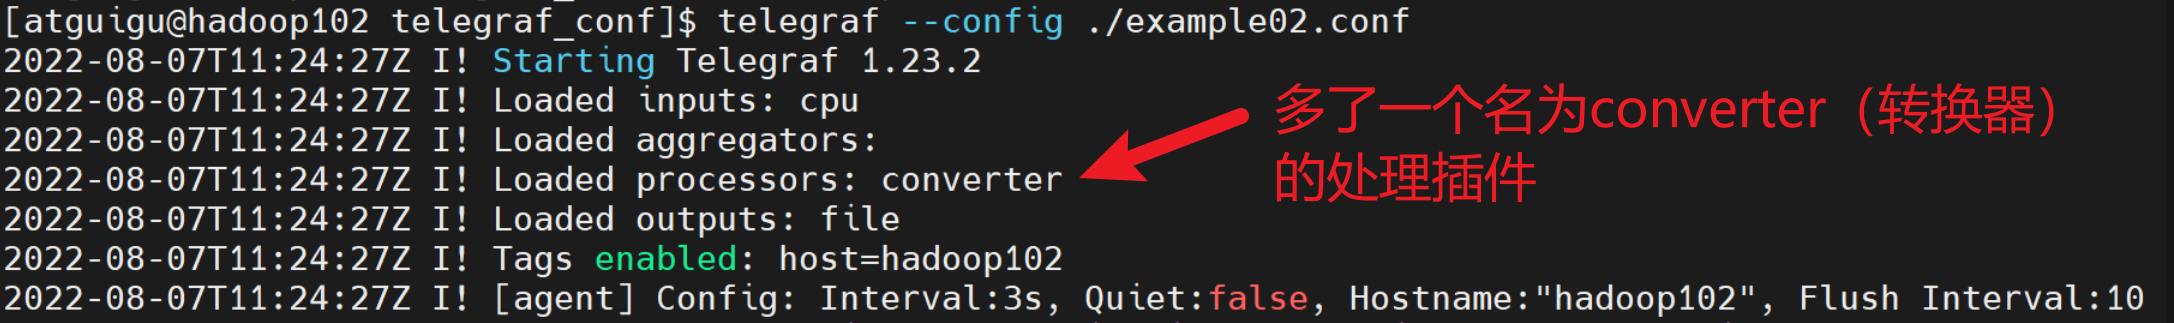 [atguigu@hadoop102 telegraf_conf]$ telegraf --config ./example02.conf
2022-08-07T11:24:27Z I! Starting Telegraf 1.23.2
2022-08-07T11:24:27Z I! Loaded inputs: cpu
2022-08-07T11:24:27Z I! Loaded aggregators:
2022-08-07T11:24:27Z I! Loaded processors: converter
2022-08-07T11:24:27Z I! Loaded outputs: file
2022-08-07T11:24:27Z I! Tags enabled: host=hadoop102
2022-08-07T11:24:27Z I! [agent] Config: Interval:3s, Quiet:false, Hostname:"hadoop102", Flush Interval:10
多了一个名为converter（转换器）
的处理插件